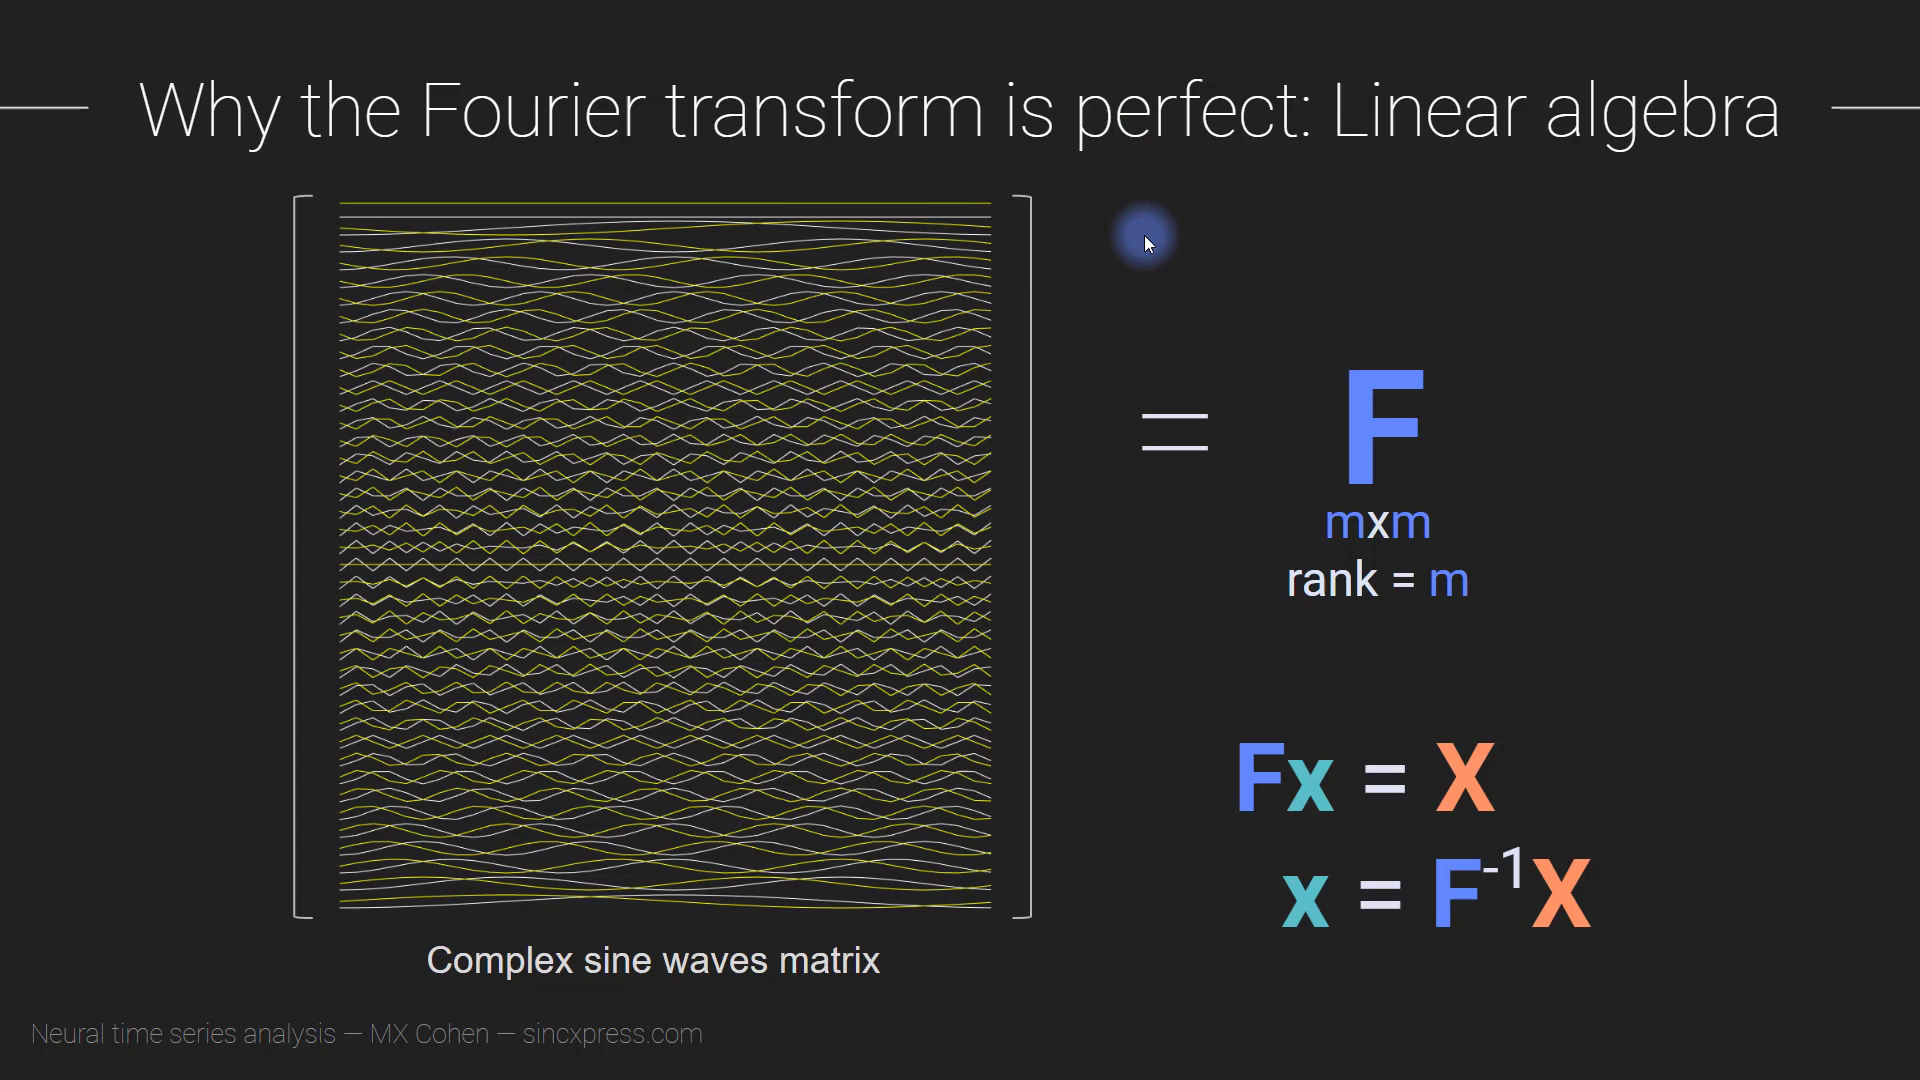 Why the Fourier transform is perfect: Linear algebra
= F
mxm
rank = m
Fx = X
x = F⁻¹X
Complex sine waves matrix
Neural time series analysis — MX Cohen — sincxpress.com